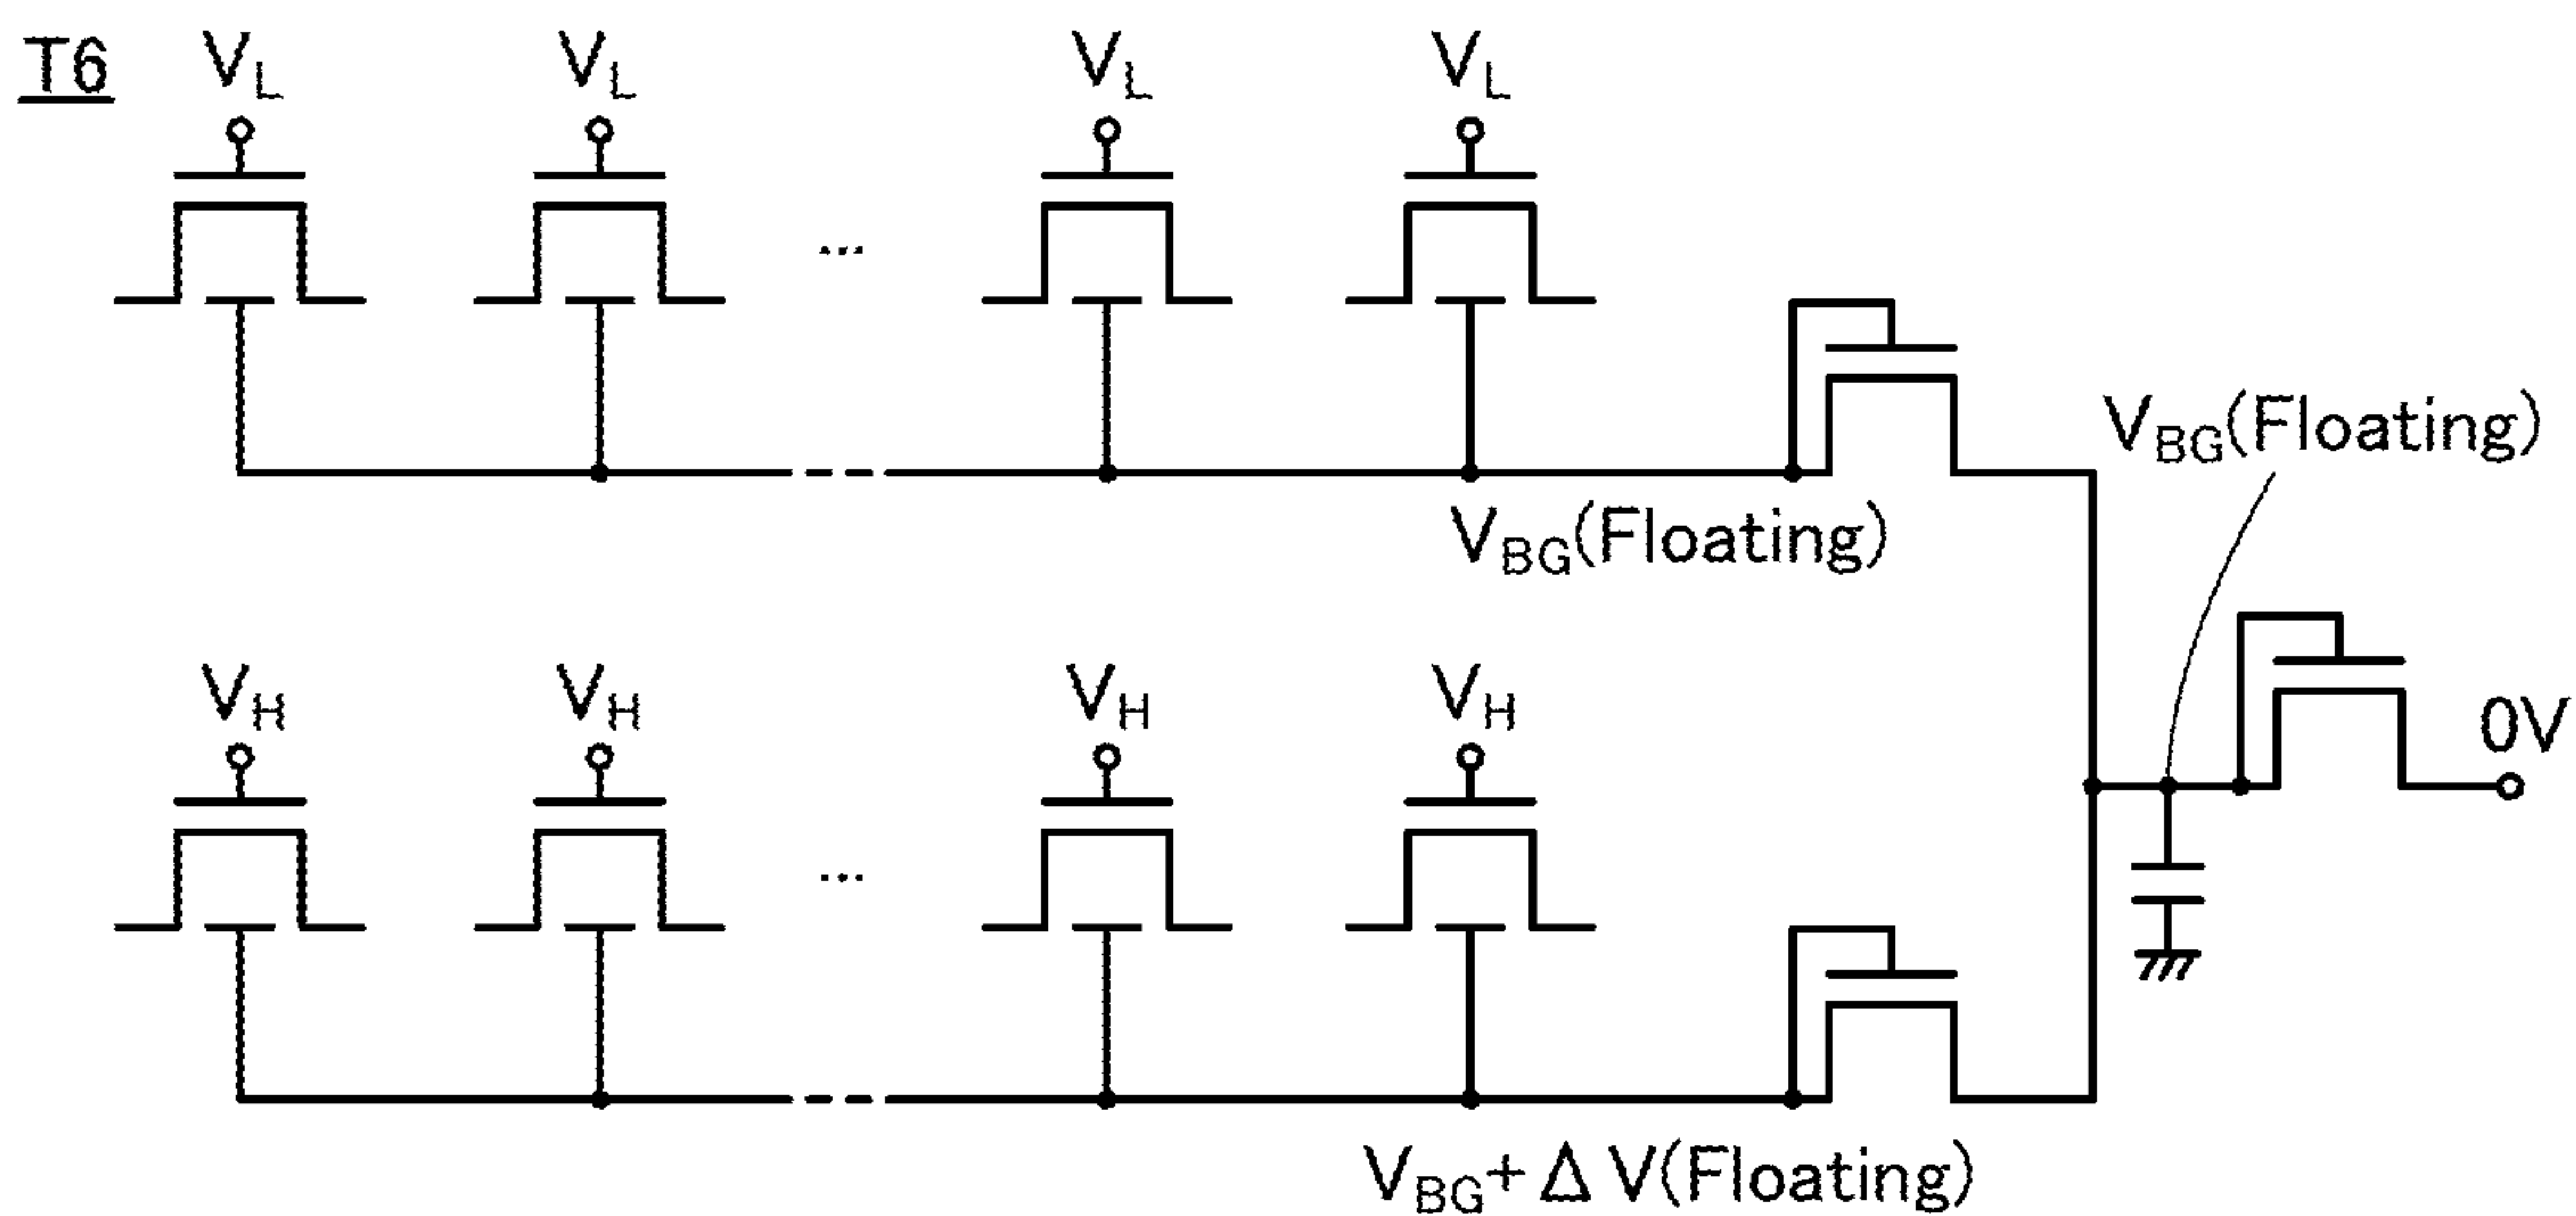 T6 V_L V_L V_L V_L
...
V_BG(Floating)
V_BG(Floating)
V_H V_H V_H V_H
0V
...
V_BG+ΔV(Floating)